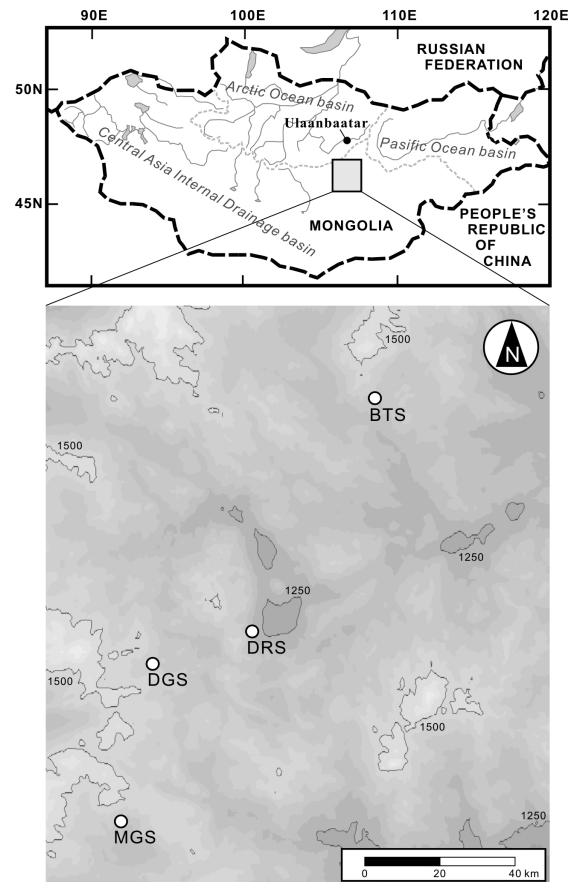 90E 100E 110E 120E
RUSSIAN
FEDERATION
50N
Arctic Ocean basin
Ulaanbaatar
Pasific Ocean basin
Central Asia Internal Drainage basin
45N
MONGOLIA
PEOPLE'S
REPUBLIC
OF
CHINA
1500
N
BTS
1500
1250
1250
DRS
DGS
1500
1500
MGS
1250
0 20 40 km